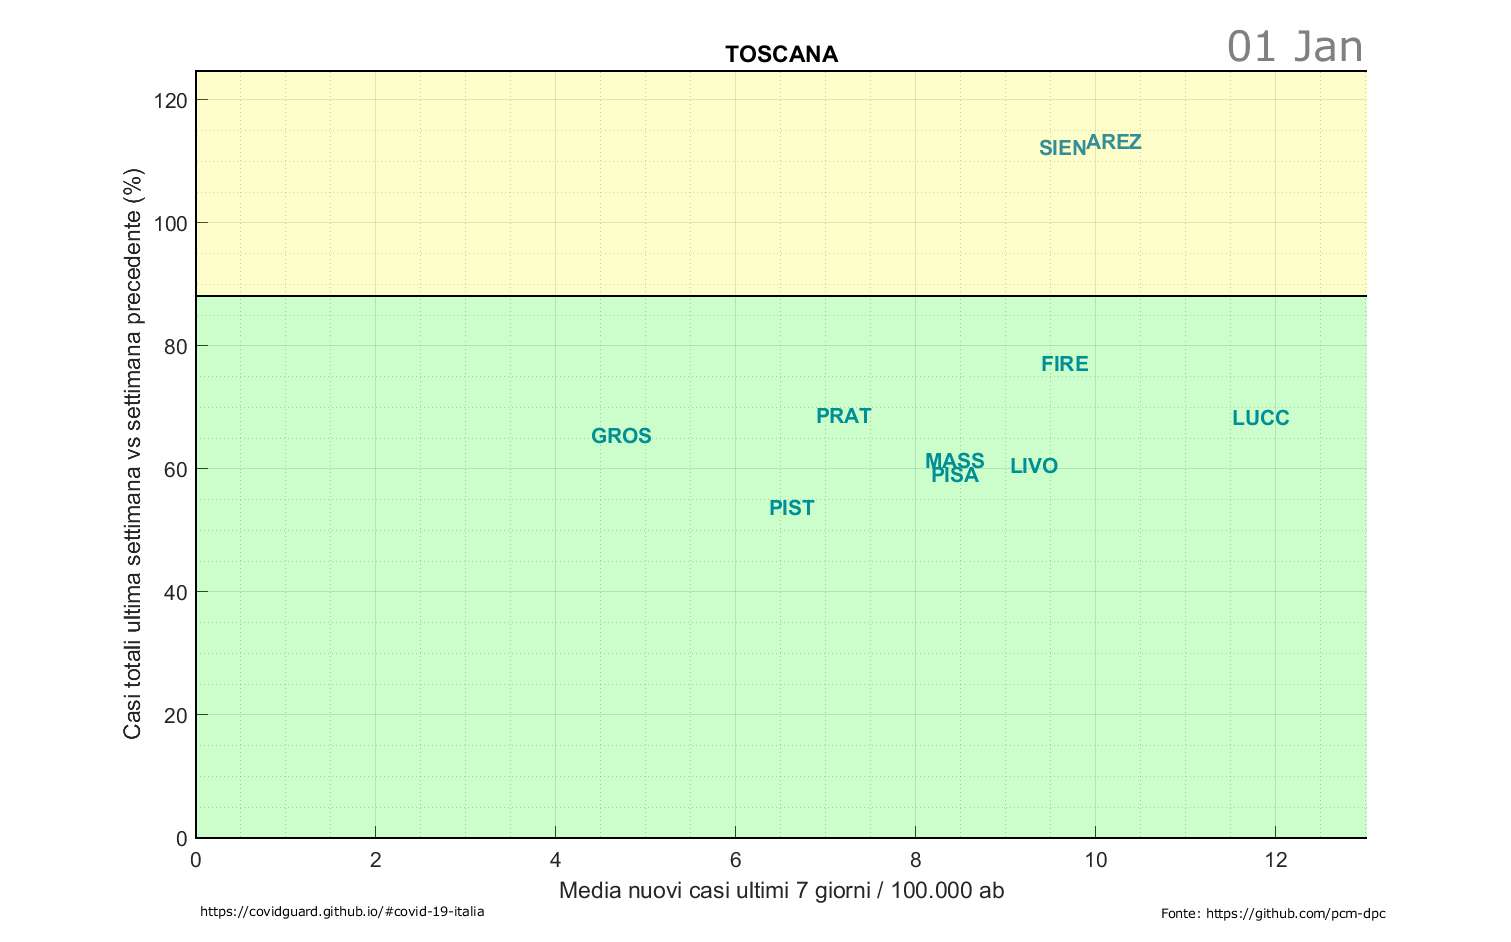 TOSCANA
01 Jan
Casi totali ultima settimana vs settimana precedente (%)
120
100
80
60
40
20
0
SIEN
AREZ
FIRE
PRAT
LUCC
GROS
MASS
LIVO
PISA
PIST
0 2 4 6 8 10 12
Media nuovi casi ultimi 7 giorni / 100.000 ab
https://covidguard.github.io/#covid-19-italia
Fonte: https://github.com/pcm-dpc